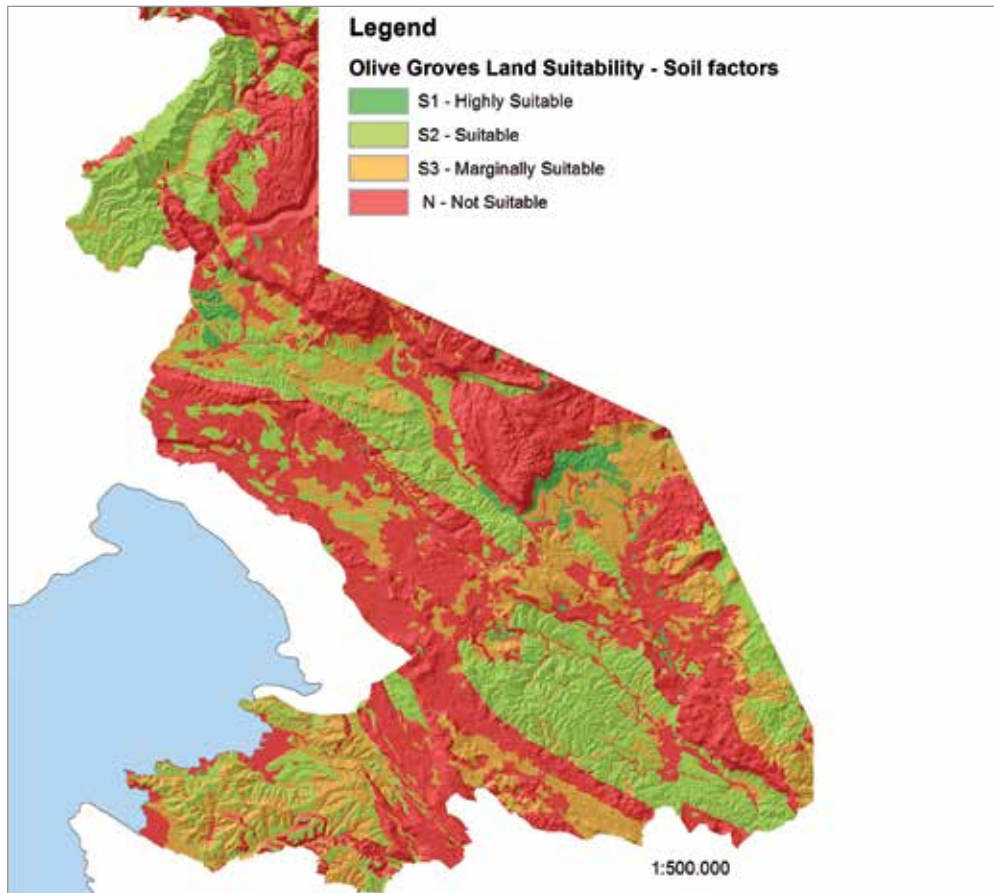 Legend
Olive Groves Land Suitability - Soil factors
S1 - Highly Suitable
S2 - Suitable
S3 - Marginally Suitable
N - Not Suitable
1:500.000